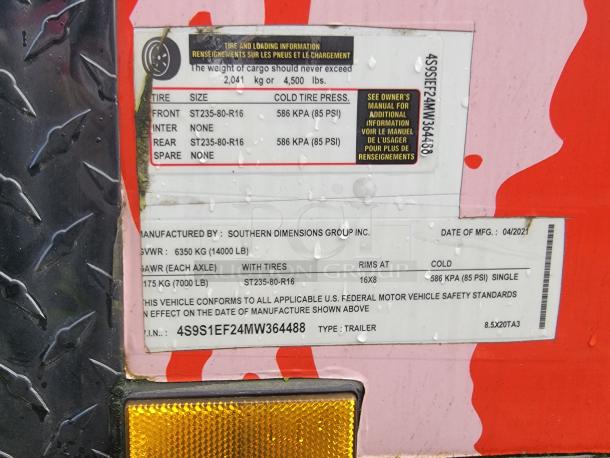 TIRE AND LOADING INFORMATION
RENSEIGNEMENTS SUR LES PNEUS ET LE CHARGEMENT
The weight of cargo should never exceed
2,041 kg or 4,500 lbs.
TIRE SIZE COLD TIRE PRESS.
FRONT ST235-80-R16 586 KPA (85 PSI)
INTER NONE
REAR ST235-80-R16 586 KPA (85 PSI)
SPARE NONE
SEE OWNER'S
MANUAL FOR
ADDITIONAL
INFORMATION
VOIR LE MANUEL
DE L'USAGER
POUR PLUS DE
RENSEIGNEMENTS
4S9S1EF24MW364488
MANUFACTURED BY : SOUTHERN DIMENSIONS GROUP INC. DATE OF MFG. : 04/2021
GVWR : 6350 KG (14000 LB)
GAWR (EACH AXLE) WITH TIRES RIMS AT COLD
3175 KG (7000 LB) ST235-80-R16 16X8 586 KPA (85 PSI) SINGLE
THIS VEHICLE CONFORMS TO ALL APPLICABLE U.S. FEDERAL MOTOR VEHICLE SAFETY STANDARDS
IN EFFECT ON THE DATE OF MANUFACTURE SHOWN ABOVE
V.I.N.: 4S9S1EF24MW364488 TYPE : TRAILER 8.5X20TA3